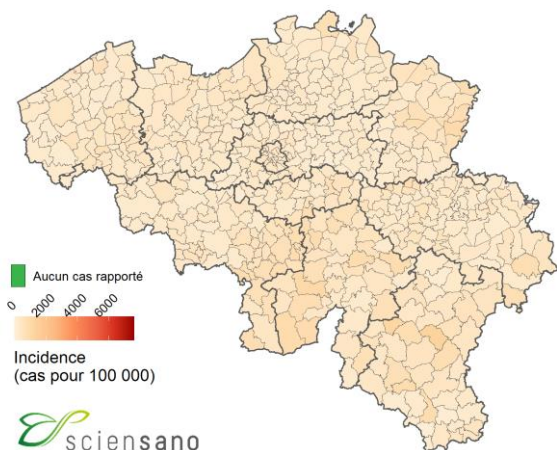 Aucun cas rapporté
0 2000 4000 6000
Incidence
(cas pour 100 000)
sciensano